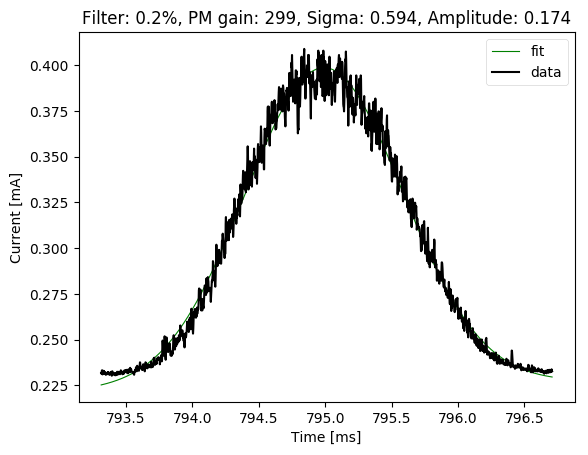 Filter: 0.2%, PM gain: 299, Sigma: 0.594, Amplitude: 0.174
fit
data
0.400
0.375
0.350
0.325
0.300
0.275
0.250
0.225
Current [mA]
793.5 794.0 794.5 795.0 795.5 796.0 796.5
Time [ms]